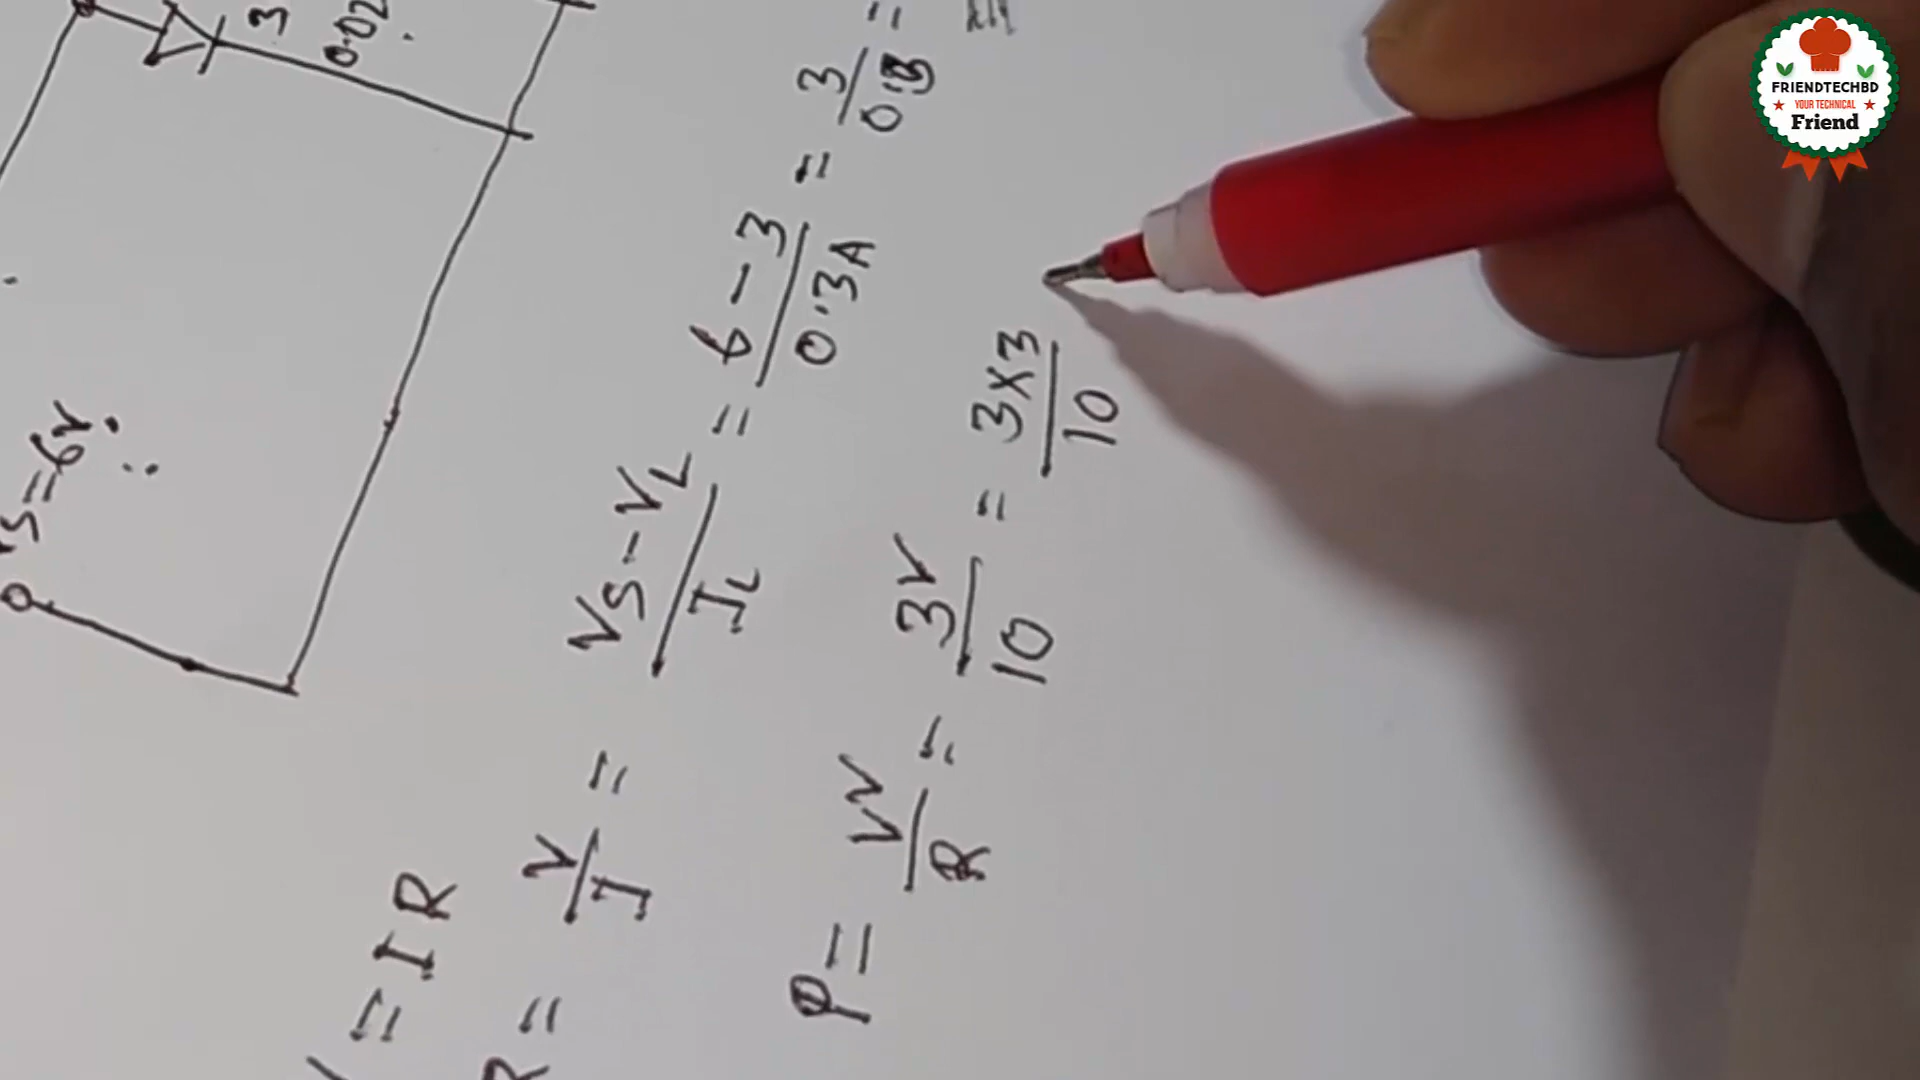 3
0.02
VS=6V
V = IR
R = V/I = VS-VL/IL = 6-3/0.3A = 3/0.3 =
P = V²/R = 3²/10 = 3x3/10
FRIENDTECHBD
YOUR TECHNICAL
Friend